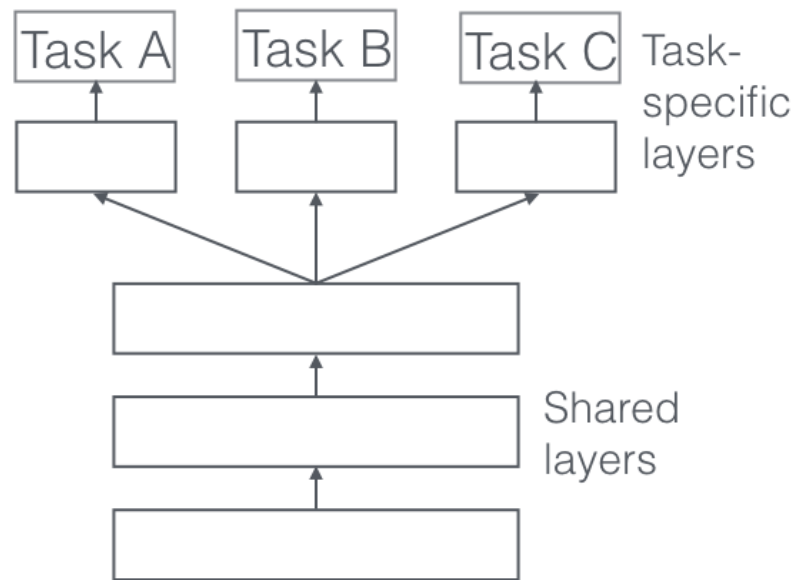 Task A
Task B
Task C
Task-
specific
layers
Shared
layers